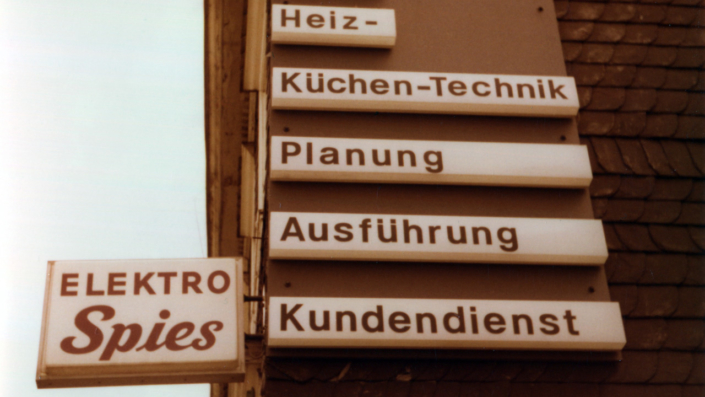 Heiz-
Küchen-Technik
Planung
Ausführung
Kundendienst
ELEKTRO
Spies